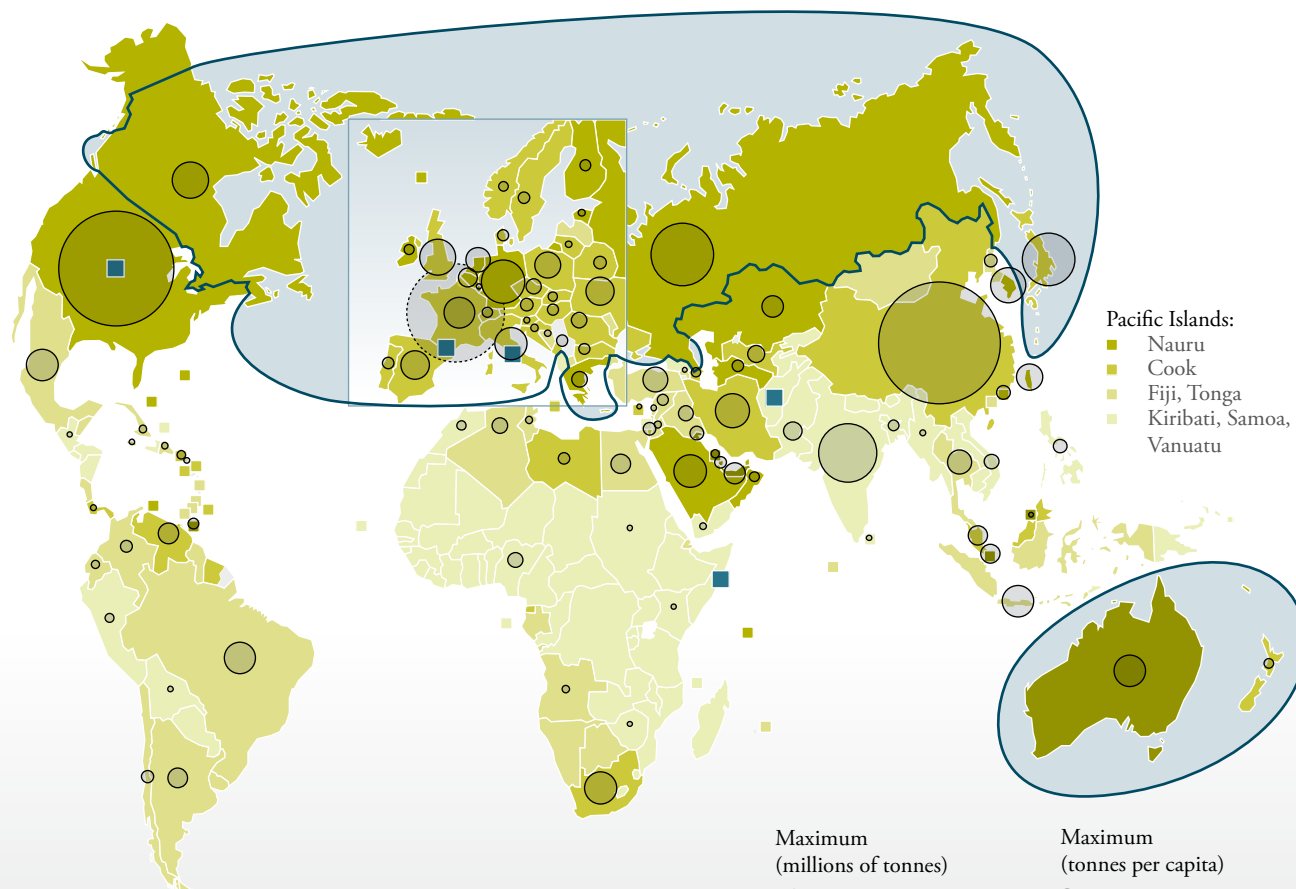 Pacific Islands:
Nauru
Cook
Fiji, Tonga
Kiribati, Samoa,
Vanuatu
Maximum
(millions of tonnes)
Maximum
(tonnes per capita)